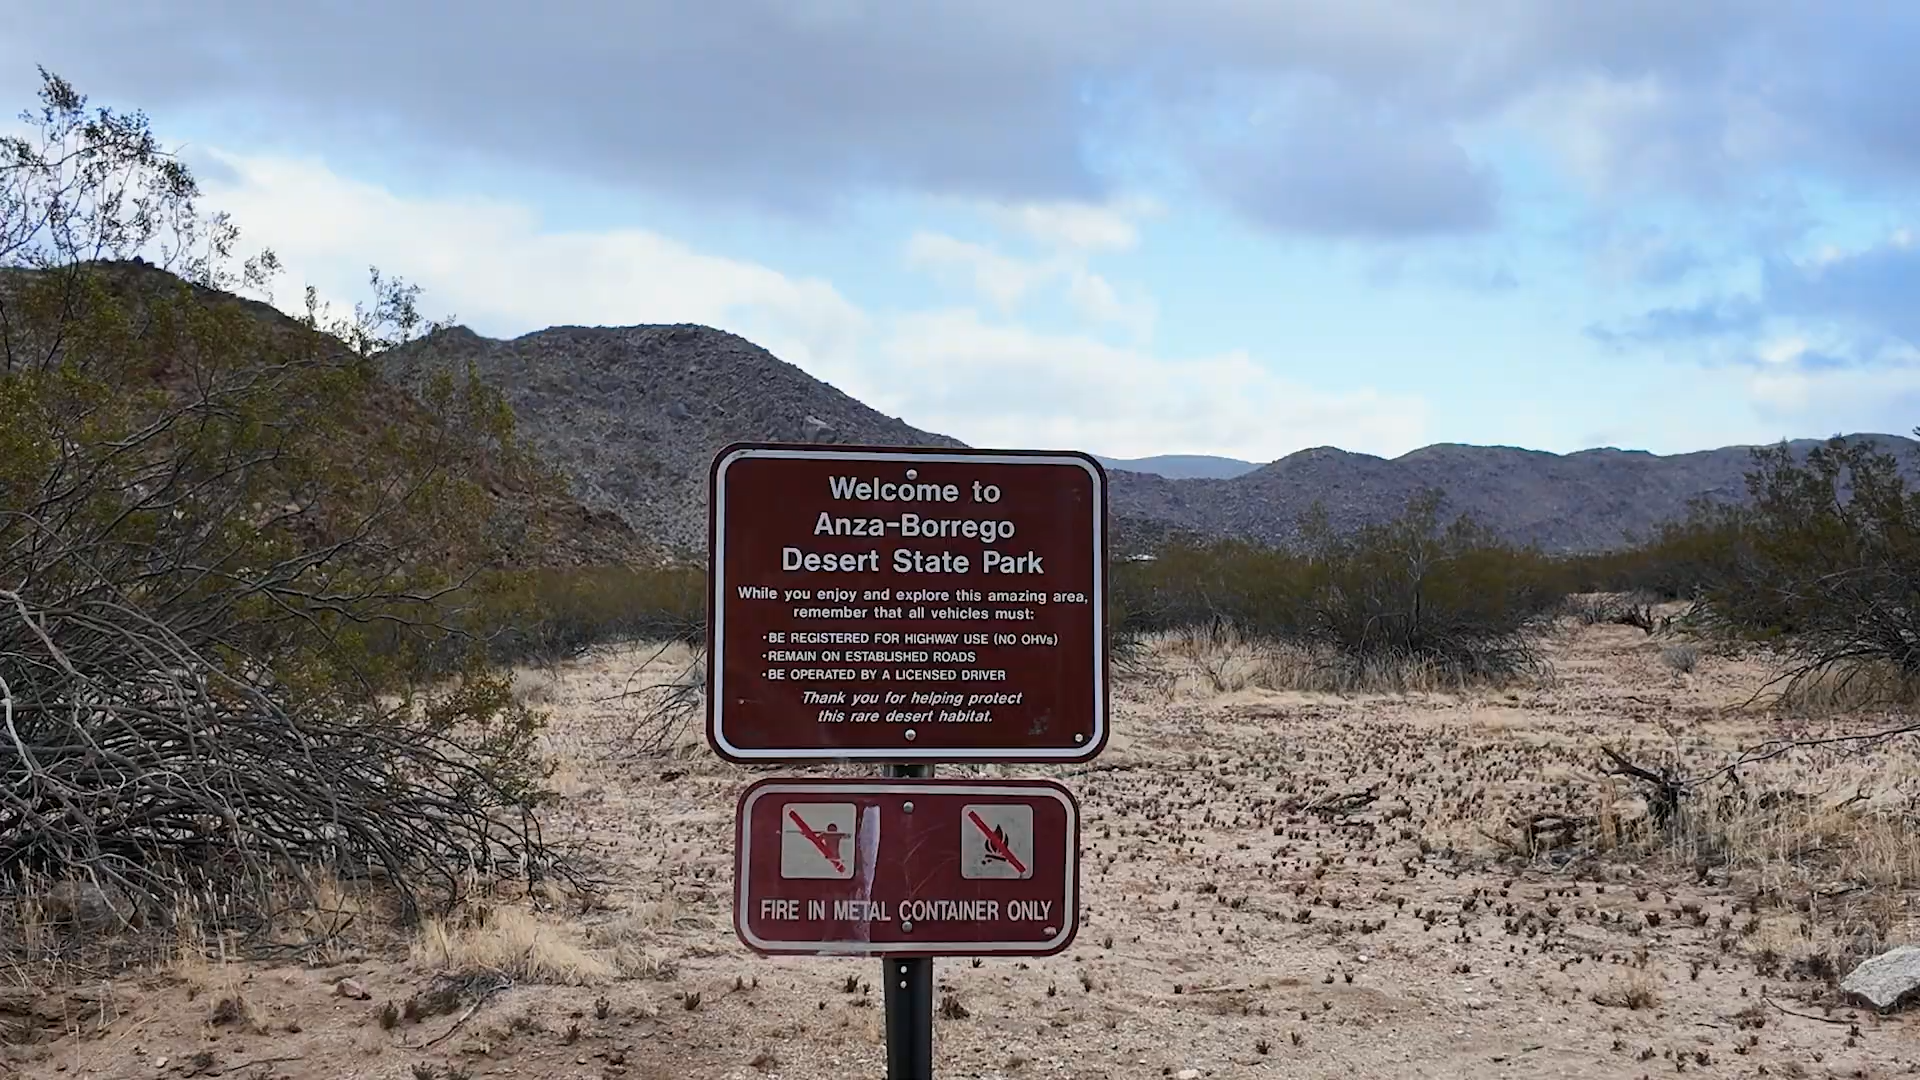 Welcome to
Anza-Borrego
Desert State Park
While you enjoy and explore this amazing area,
remember that all vehicles must:
•BE REGISTERED FOR HIGHWAY USE (NO OHVs)
•REMAIN ON ESTABLISHED ROADS
•BE OPERATED BY A LICENSED DRIVER
Thank you for helping protect
this rare desert habitat.
FIRE IN METAL CONTAINER ONLY